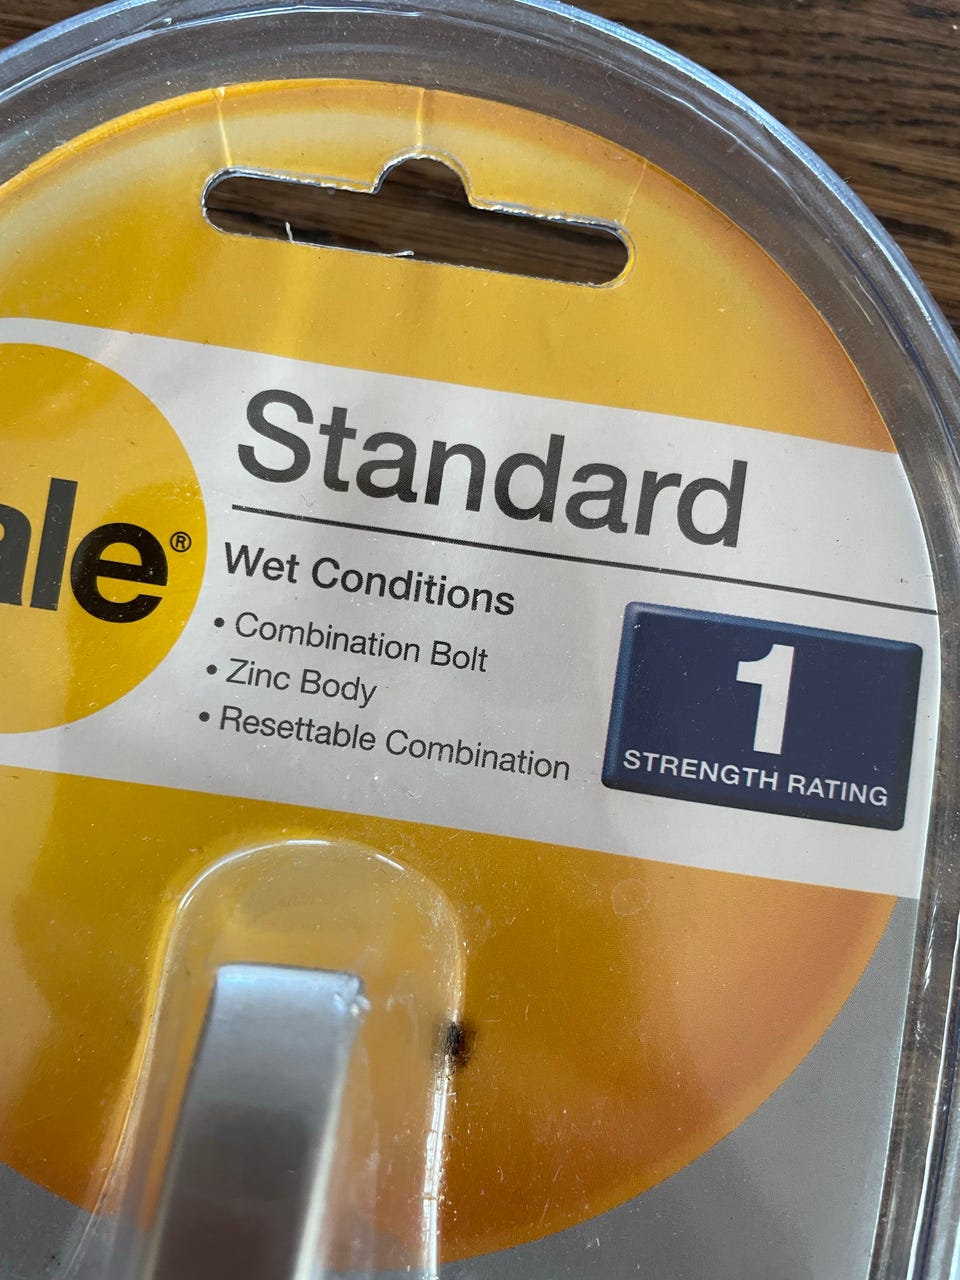 Standard
ale®
Wet Conditions
• Combination Bolt
• Zinc Body
• Resettable Combination
1
STRENGTH RATING